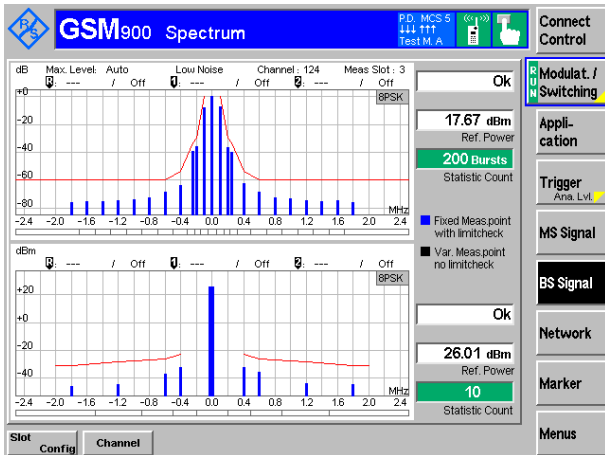 R&S
GSM900 Spectrum
P.D. MCS 5
Test M. A.
Connect Control
dB Max. Level: Auto Low Noise Channel : 124 Meas Slot : 3
R: --- / Off 1: --- / Off 2: --- / Off
8PSK
+0
-20
-40
-60
-80
MHz
-2.4 -2.0 -1.6 -1.2 -0.8 -0.4 0.0 0.4 0.8 1.2 1.6 2.0 2.4
Ok
17.67 dBm
Ref. Power
200 Bursts
Statistic Count
Fixed Meas.point
with limitcheck
Var. Meas.point
no limitcheck
dBm
R: --- / Off 1: --- / Off 2: --- / Off
8PSK
+20
+0
-20
-40
MHz
-2.4 -2.0 -1.6 -1.2 -0.8 -0.4 0.0 0.4 0.8 1.2 1.6 2.0 2.4
Ok
26.01 dBm
Ref. Power
10
Statistic Count
RUN
Modulat. /
Switching
Appli-
cation
Trigger
Ana. Lvl.
MS Signal
BS Signal
Network
Marker
Menus
Slot
Config
Channel